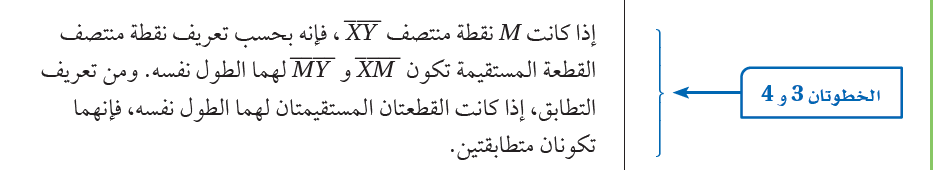 الخطوتان 3 و 4
إذا كانت M نقطة منتصف XY ، فإنه بحسب تعريف نقطة منتصف
القطعة المستقيمة تكون XM و MY لهما الطول نفسه. ومن تعريف
التطابق، إذا كانت القطعتان المستقيمتان لهما الطول نفسه، فإنهما
تكونان متطابقتين.